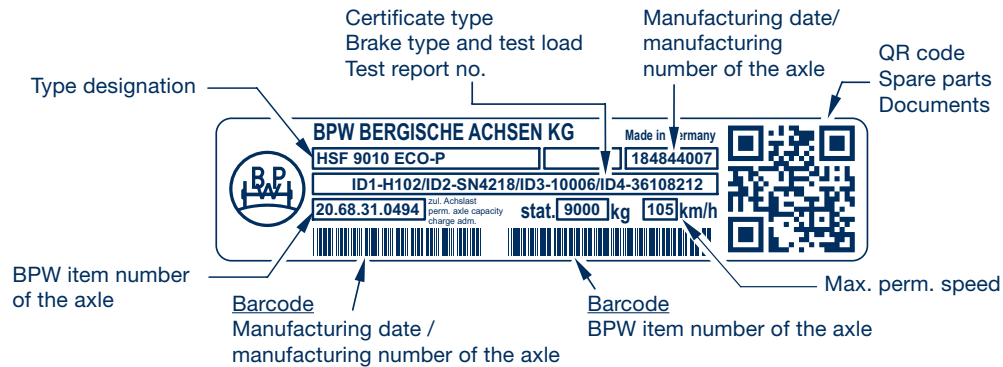 Certificate type
Brake type and test load
Test report no.
Manufacturing date/
manufacturing
number of the axle
QR code
Spare parts
Documents
Type designation
BPW BERGISCHE ACHSEN KG
Made in Germany
HSF 9010 ECO-P
184844007
BPW
ID1-H102/ID2-SN4218/ID3-10006/ID4-36108212
20.68.31.0494
zul. Achslast
perm. axle capacity
charge adm.
stat. 9000 kg 105 km/h
BPW item number
of the axle
Max. perm. speed
Barcode
Manufacturing date /
manufacturing number of the axle
Barcode
BPW item number of the axle